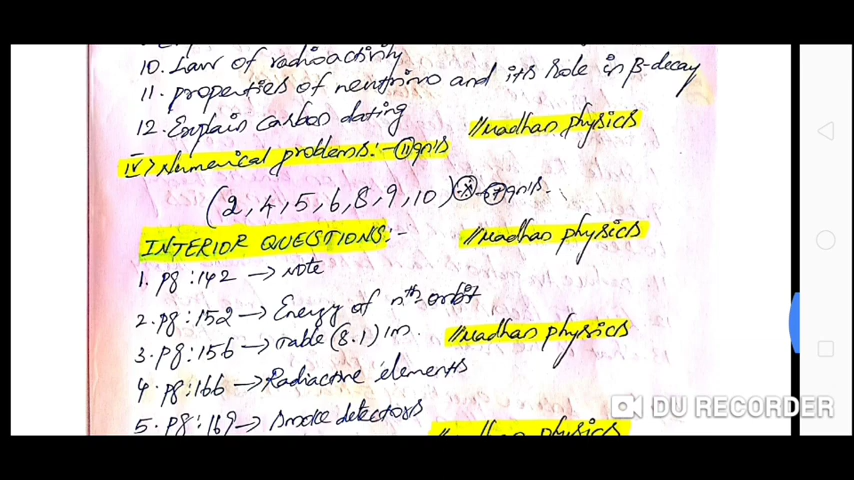 10. Law of radioactivity
11. properties of neutrino and its role in β-decay
12. Explain carbon dating
//Madhan physics
IV> Numerical problems:-
(2, 4, 5, 6, 8, 9, 10)
INTERIOR QUESTIONS:-
//Madhan physics
1. pg:142 → note
2. pg:152 → Energy of nth orbit
3. pg:156 → Table (8.1) im.
//Madhan physics
4. pg:166 → Radiactive elements
5. pg:169 → smoke detectors
//Madhan physics
DU RECORDER